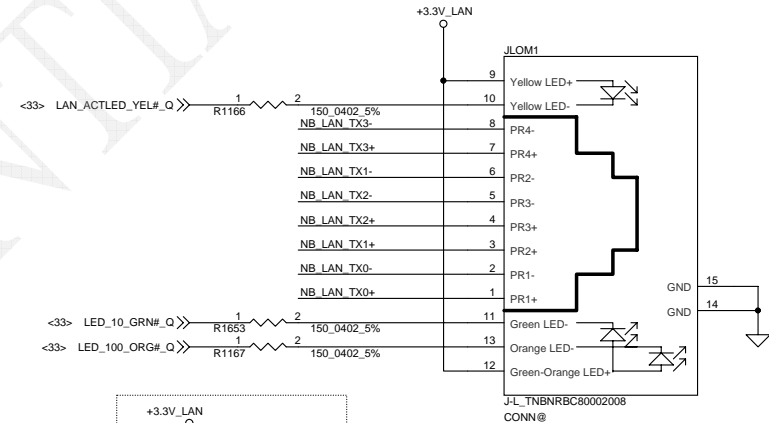 +3.3V_LAN
JLOM1
9 Yellow LED+
<33> LAN_ACTLED_YEL#_Q 1 2 10 Yellow LED-
R1166 150_0402_5%
NB_LAN_TX3- 8 PR4-
NB_LAN_TX3+ 7 PR4+
NB_LAN_TX1- 6 PR2-
NB_LAN_TX2- 5 PR3-
NB_LAN_TX2+ 4 PR3+
NB_LAN_TX1+ 3 PR2+
NB_LAN_TX0- 2 PR1-
GND 15
NB_LAN_TX0+ 1 PR1+
GND 14
<33> LED_10_GRN#_Q 1 2 11 Green LED-
R1653 150_0402_5%
<33> LED_100_ORG#_Q 1 2 13 Orange LED-
R1167 150_0402_5%
12 Green-Orange LED+
J-L_TNBNRBC80002008
CONN@
+3.3V_LAN